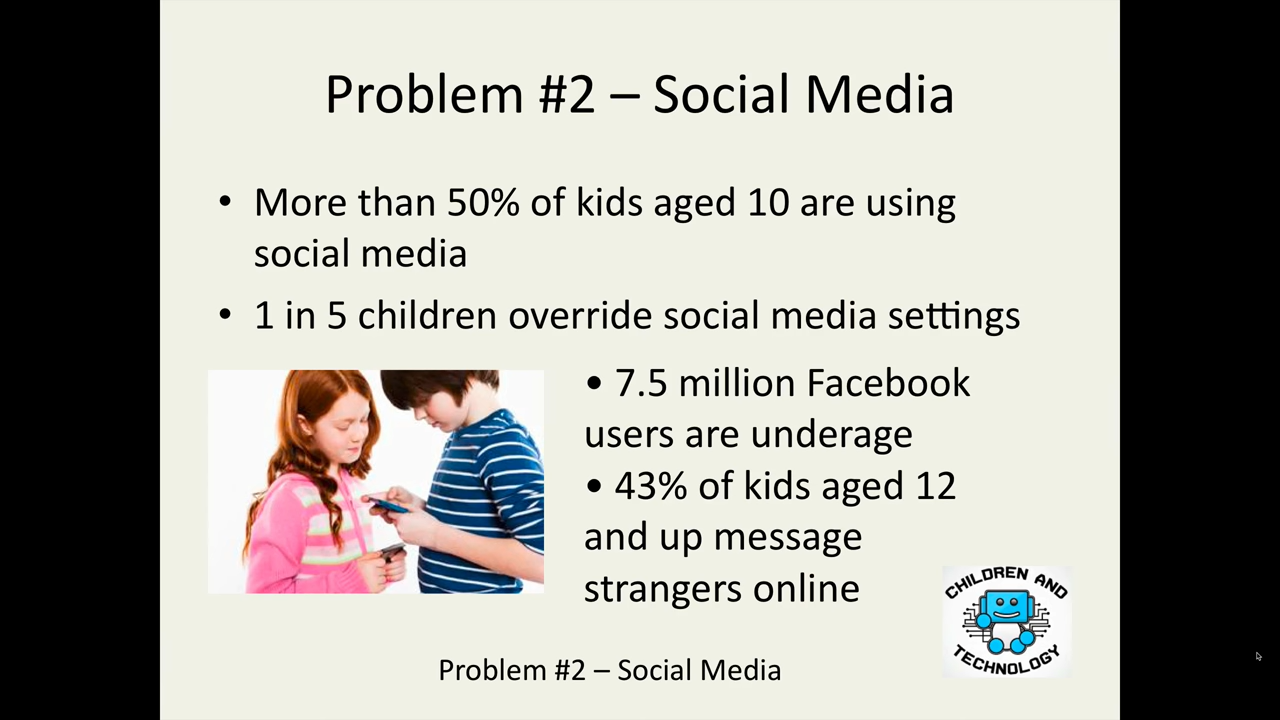 Problem #2 – Social Media
• More than 50% of kids aged 10 are using
social media
• 1 in 5 children override social media settings
• 7.5 million Facebook
users are underage
• 43% of kids aged 12
and up message
strangers online
CHILDREN AND
TECHNOLOGY
Problem #2 – Social Media